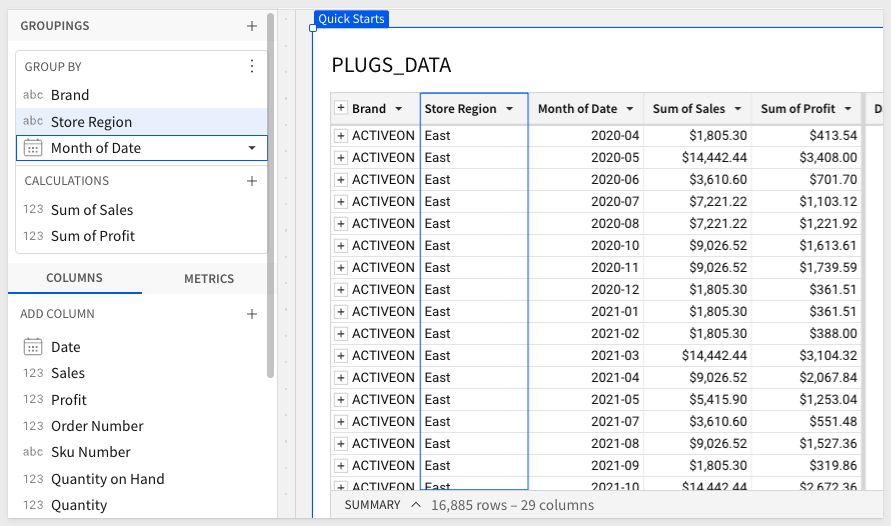 GROUPINGS
GROUP BY
abc Brand
abc Store Region
Month of Date
CALCULATIONS
123 Sum of Sales
123 Sum of Profit
COLUMNS METRICS
ADD COLUMN
Date
123 Sales
123 Profit
123 Order Number
abc Sku Number
123 Quantity on Hand
123 Quantity
Quick Starts
PLUGS_DATA
Brand Store Region Month of Date Sum of Sales Sum of Profit D
ACTIVEON East 2020-04 $1,805.30 $413.54
ACTIVEON East 2020-05 $14,442.44 $3,408.00
ACTIVEON East 2020-06 $3,610.60 $701.70
ACTIVEON East 2020-07 $7,221.22 $1,103.12
ACTIVEON East 2020-08 $7,221.22 $1,221.92
ACTIVEON East 2020-10 $9,026.52 $1,613.61
ACTIVEON East 2020-11 $9,026.52 $1,739.59
ACTIVEON East 2020-12 $1,805.30 $361.51
ACTIVEON East 2021-01 $1,805.30 $361.51
ACTIVEON East 2021-02 $1,805.30 $388.00
ACTIVEON East 2021-03 $14,442.44 $3,104.32
ACTIVEON East 2021-04 $9,026.52 $2,067.84
ACTIVEON East 2021-05 $5,415.90 $1,253.04
ACTIVEON East 2021-07 $3,610.60 $551.48
ACTIVEON East 2021-08 $9,026.52 $1,527.36
ACTIVEON East 2021-09 $1,805.30 $319.86
ACTIVEON East 2021-10 $14,442.44 $2,672.36
SUMMARY 16,885 rows – 29 columns